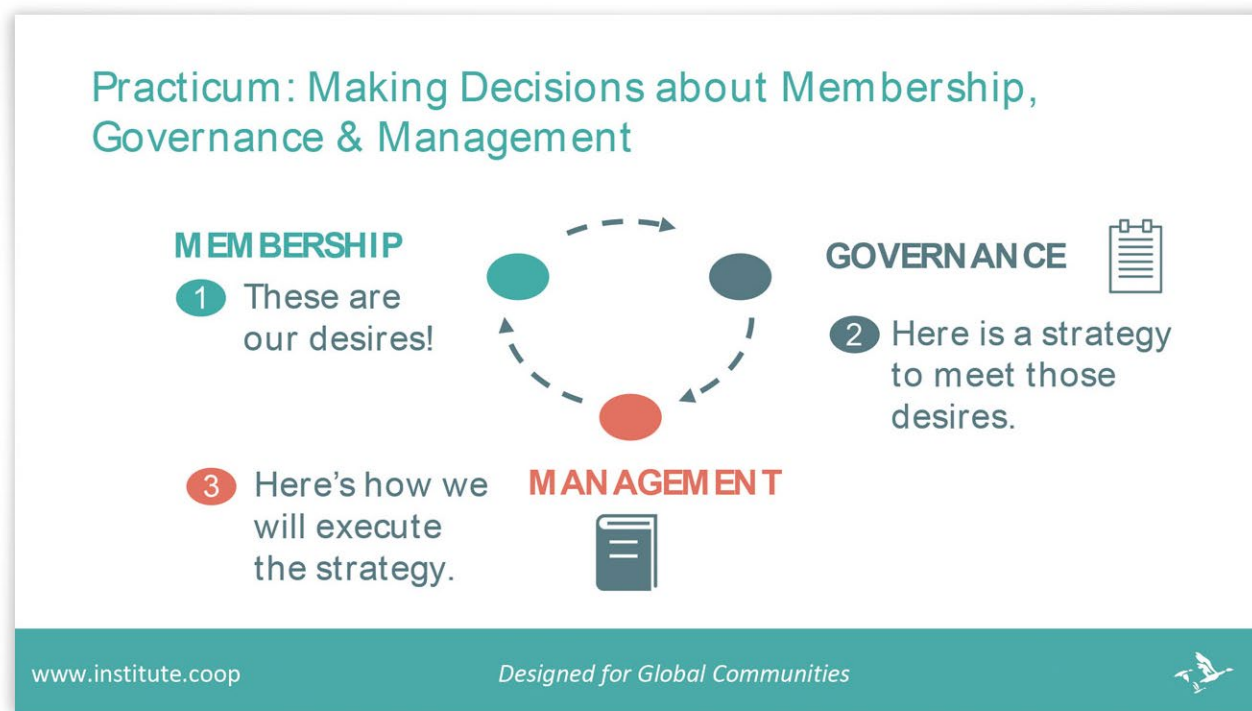 Practicum: Making Decisions about Membership,
Governance & Management
MEMBERSHIP
1 These are
our desires!
GOVERNANCE
2 Here is a strategy
to meet those
desires.
MANAGEMENT
3 Here’s how we
will execute
the strategy.
www.institute.coop
Designed for Global Communities